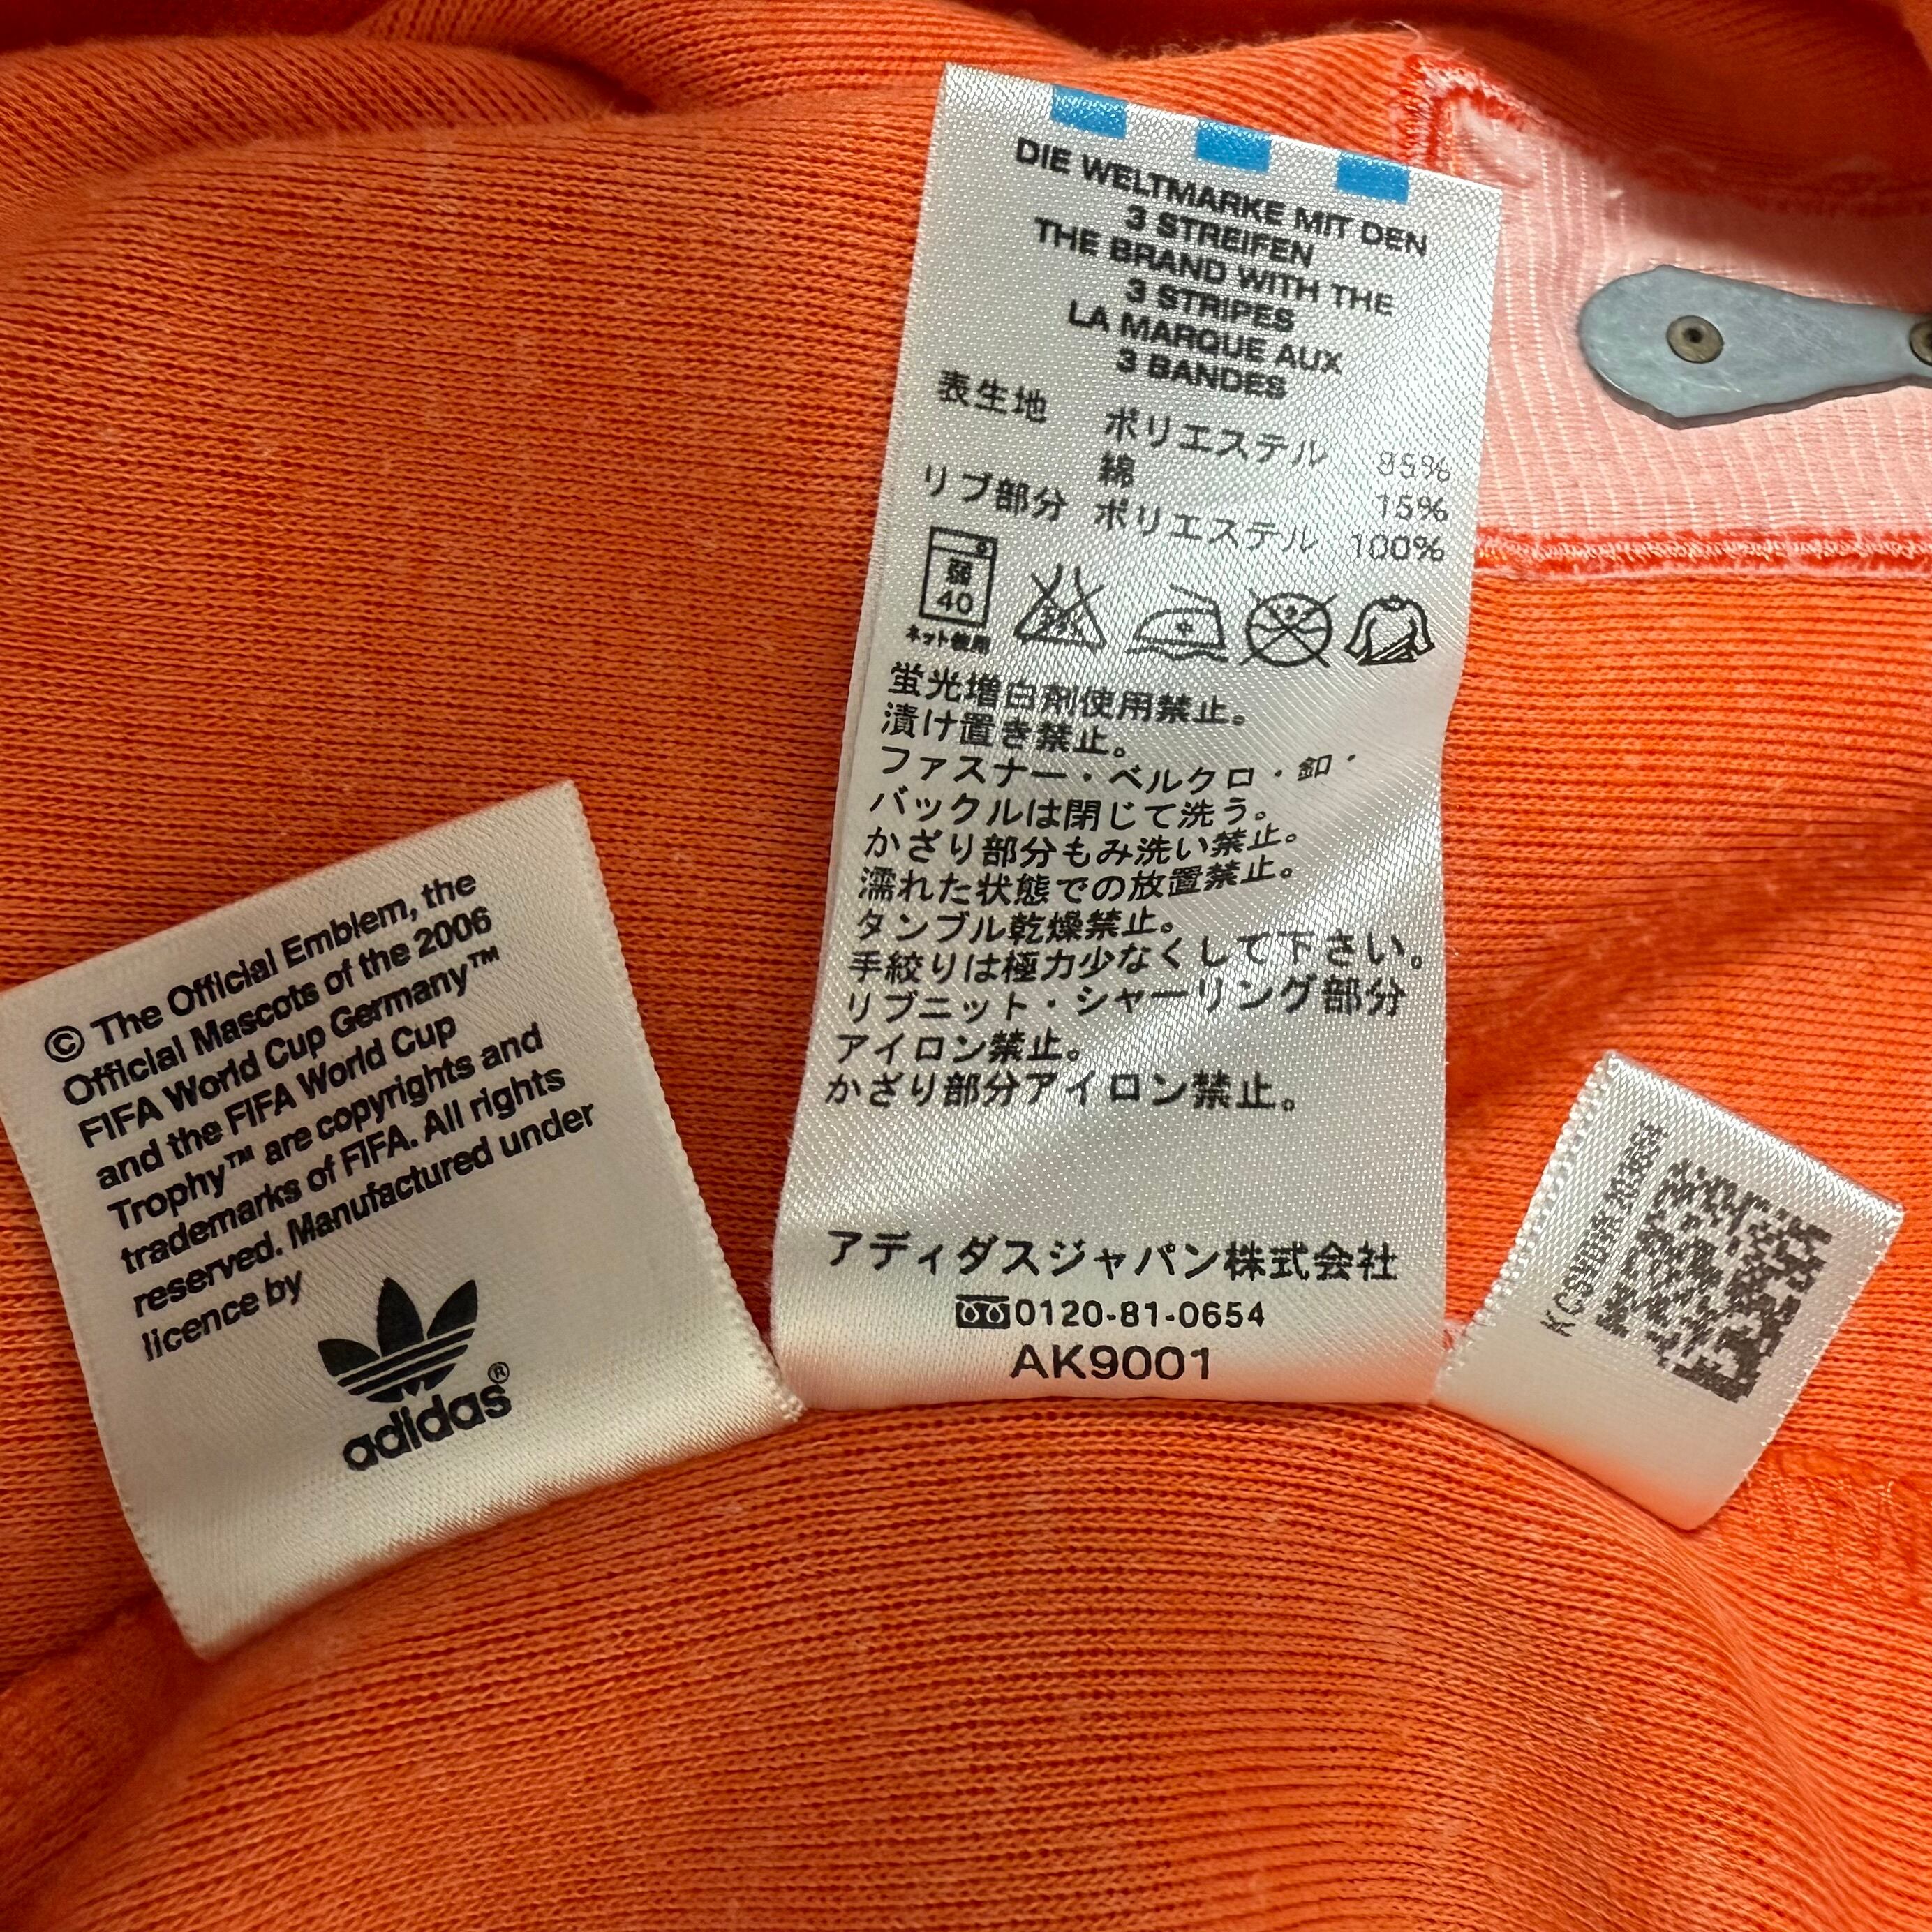 © The Official Emblem, the
Official Mascots of the 2006
FIFA World Cup Germany™
and the FIFA World Cup
Trophy™ are copyrights and
trademarks of FIFA. All rights
reserved. Manufactured under
licence by
adidas®
DIE WELTMARKE MIT DEN
3 STREIFEN
THE BRAND WITH THE
3 STRIPES
LA MARQUE AUX
3 BANDES
表生地 ポリエステル 85%
綿 15%
リブ部分 ポリエステル 100%
弱
40
ネット使用
蛍光増白剤使用禁止。
漬け置き禁止。
ファスナー・ベルクロ・釦・
バックルは閉じて洗う。
かざり部分もみ洗い禁止。
濡れた状態での放置禁止。
タンブル乾燥禁止。
手絞りは極力少なくして下さい。
リブニット・シャーリング部分
アイロン禁止。
かざり部分アイロン禁止。
アディダスジャパン株式会社
0120-81-0654
AK9001